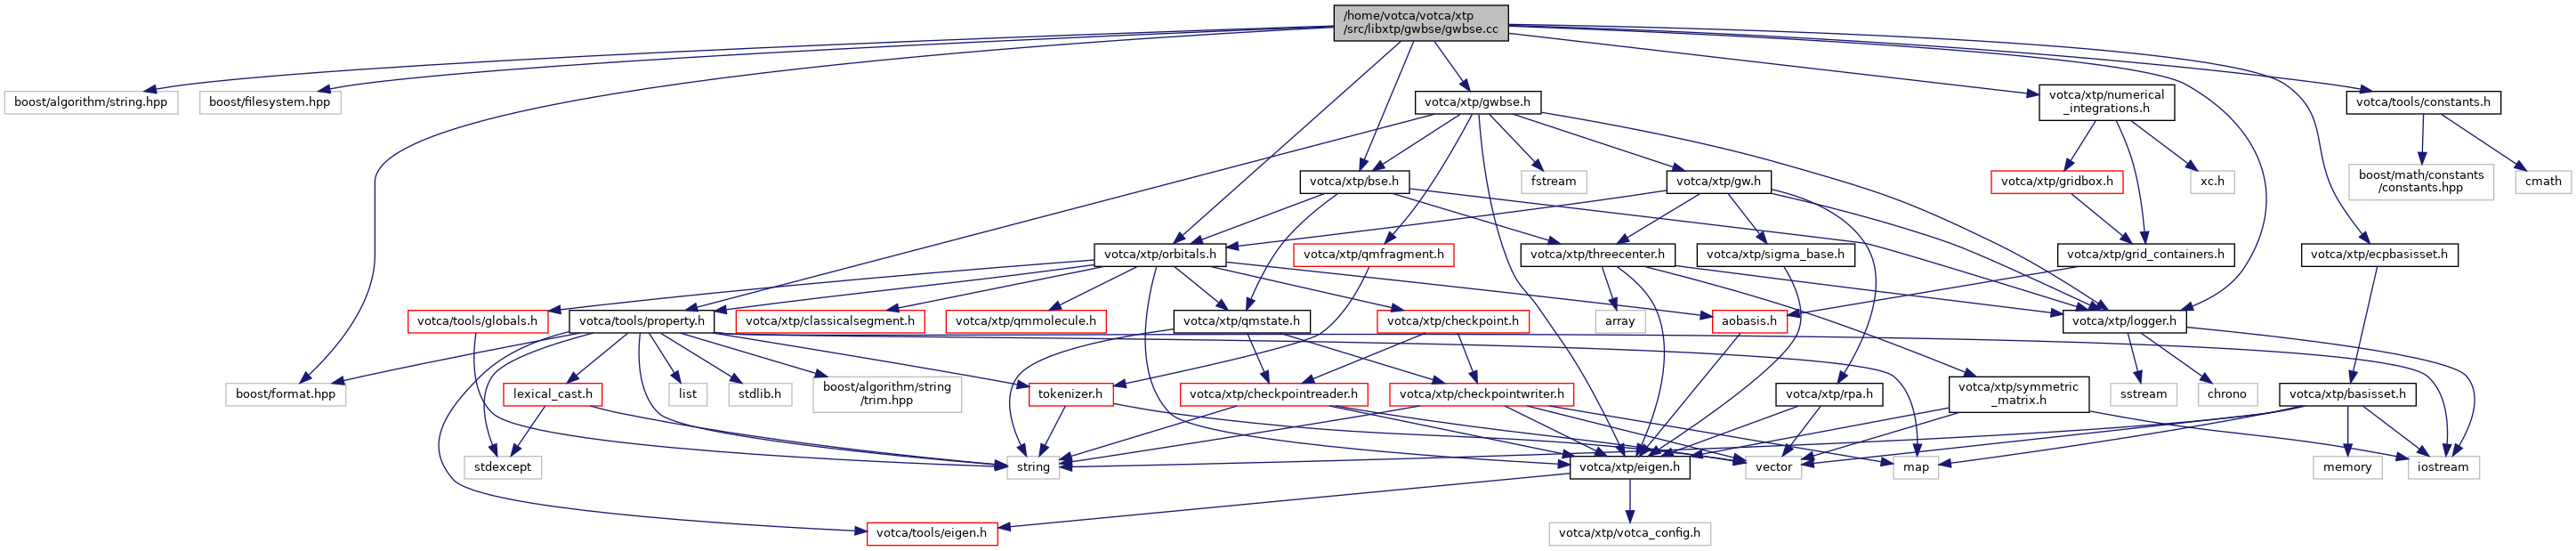 /home/votca/votca/xtp
/src/libxtp/gwbse/gwbse.cc
boost/algorithm/string.hpp
boost/filesystem.hpp
votca/xtp/gwbse.h
votca/xtp/numerical
_integrations.h
votca/tools/constants.h
votca/xtp/bse.h
fstream
votca/xtp/gw.h
votca/xtp/gridbox.h
xc.h
boost/math/constants
/constants.hpp
cmath
votca/xtp/orbitals.h
votca/xtp/qmfragment.h
votca/xtp/threecenter.h
votca/xtp/sigma_base.h
votca/xtp/grid_containers.h
votca/xtp/ecpbasisset.h
votca/tools/globals.h
votca/tools/property.h
votca/xtp/classicalsegment.h
votca/xtp/qmmolecule.h
votca/xtp/qmstate.h
votca/xtp/checkpoint.h
array
aobasis.h
votca/xtp/logger.h
boost/format.hpp
lexical_cast.h
list
stdlib.h
boost/algorithm/string
/trim.hpp
tokenizer.h
votca/xtp/checkpointreader.h
votca/xtp/checkpointwriter.h
votca/xtp/rpa.h
votca/xtp/symmetric
_matrix.h
sstream
chrono
votca/xtp/basisset.h
stdexcept
string
votca/xtp/eigen.h
vector
map
memory
iostream
votca/tools/eigen.h
votca/xtp/votca_config.h